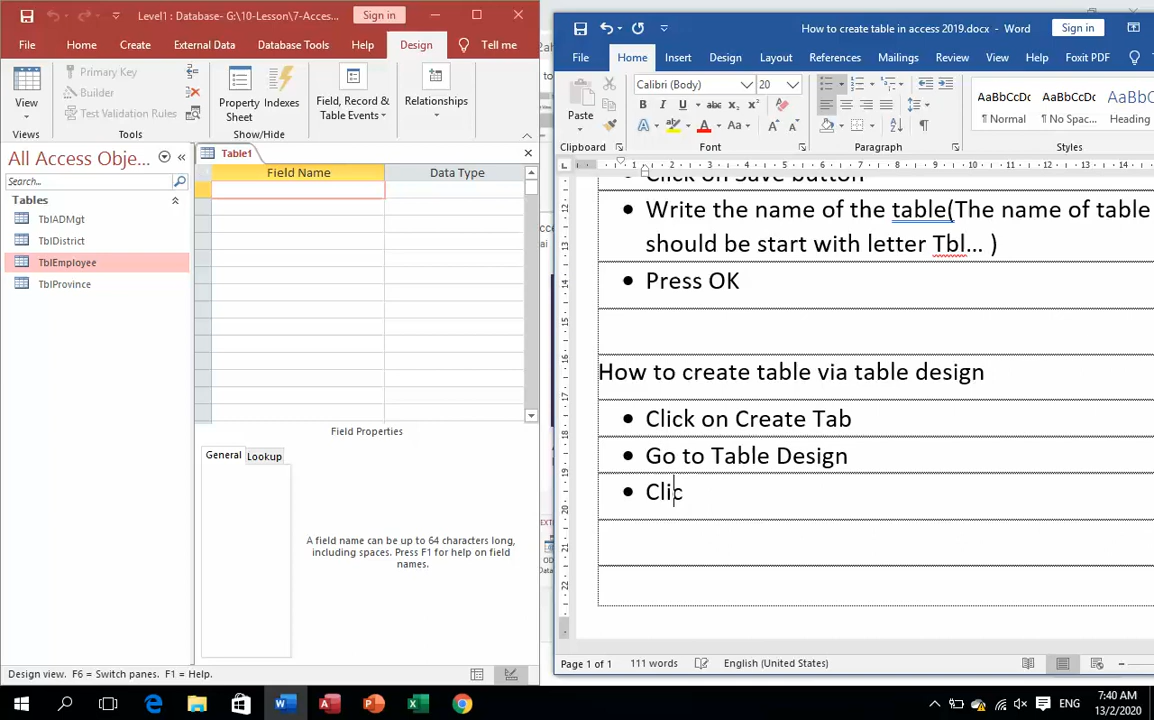 Level1 : Database- G:\10-Lesson\7-Acces...
Sign in
File
Home
Create
External Data
Database Tools
Help
Design
Tell me
View
Primary Key
Builder
Test Validation Rules
Property Sheet
Indexes
Field, Record & Table Events
Relationships
Views
Tools
Show/Hide
Field, Record & Table Events
All Access Obje...
Search...
Tables
TblADMgt
TblDistrict
TblEmployee
TblProvince
Table1
Field Name
Data Type
Field Properties
General
Lookup
A field name can be up to 64 characters long,
including spaces. Press F1 for help on field
names.
Design view. F6 = Switch panes. F1 = Help.
How to create table in access 2019.docx - Word
Sign in
File
Home
Insert
Design
Layout
References
Mailings
Review
View
Help
Foxit PDF
Paste
Calibri (Body)
20
Clipboard
Font
Paragraph
Styles
AaBbCcDc
¶ Normal
AaBbCcDc
¶ No Spac...
AaBbCc
Heading
Click on Save button
• Write the name of the table(The name of table
should be start with letter Tbl... )
• Press OK
How to create table via table design
• Click on Create Tab
• Go to Table Design
• Clic
Page 1 of 1
111 words
English (United States)
ENG
7:40 AM
13/2/2020